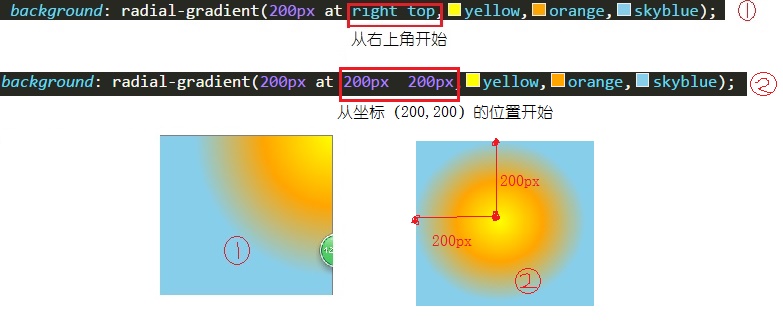 background: radial-gradient(200px at right top, yellow, orange, skyblue); ①
从右上角开始
background: radial-gradient(200px at 200px 200px, yellow, orange, skyblue); ②
从坐标（200,200）的位置开始
①
200px
200px
②